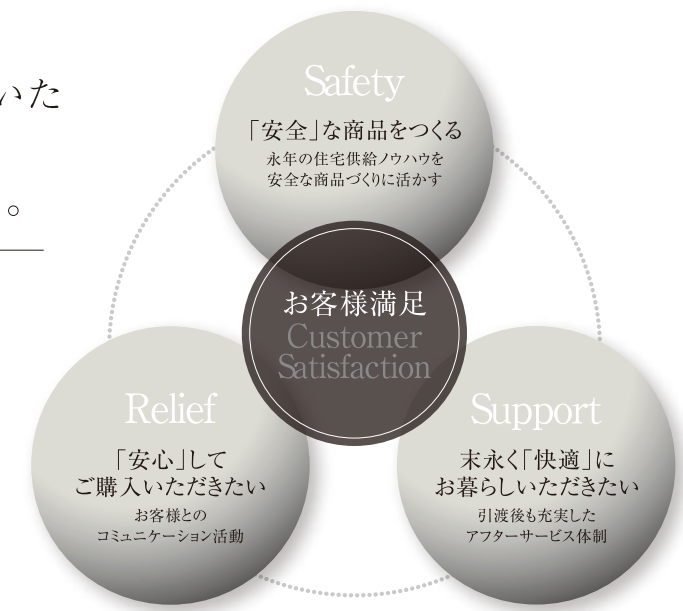 いた
。
Safety
「安全」な商品をつくる
永年の住宅供給ノウハウを
安全な商品づくりに活かす
お客様満足
Customer
Satisfaction
Relief
「安心」して
ご購入いただきたい
お客様との
コミュニケーション活動
Support
末永く「快適」に
お暮らしいただきたい
引渡後も充実した
アフターサービス体制